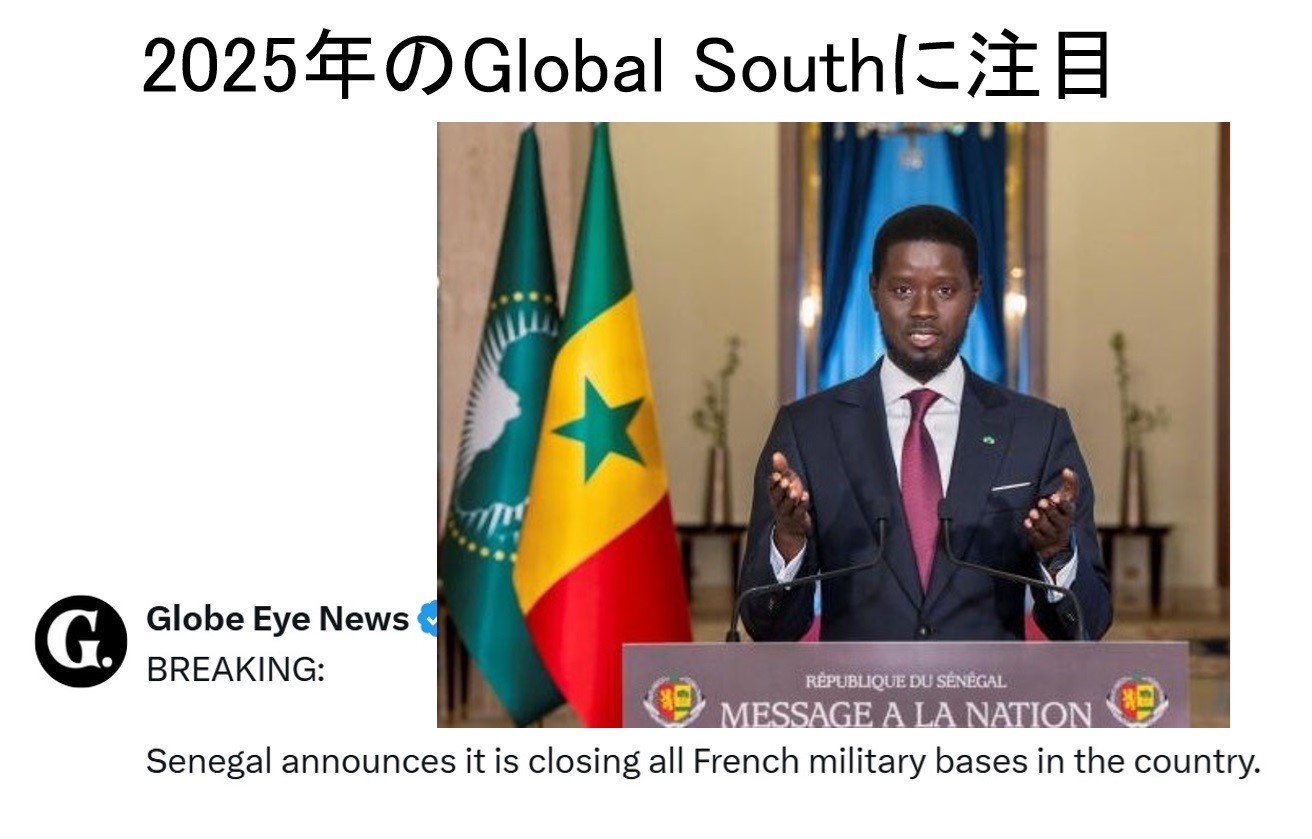 2025年のGlobal Southに注目
RÉPUBLIQUE DU SÉNÉGAL
MESSAGE A LA NATION
G.
Globe Eye News
BREAKING:
Senegal announces it is closing all French military bases in the country.